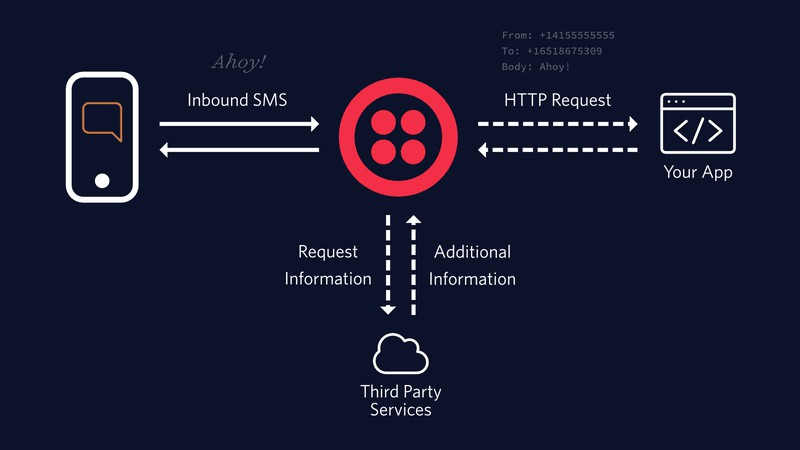 From: +14155555555
To: +16518675309
Body: Ahoy!
Ahoy!
Inbound SMS
HTTP Request
Your App
Request
Information
Additional
Information
Third Party
Services